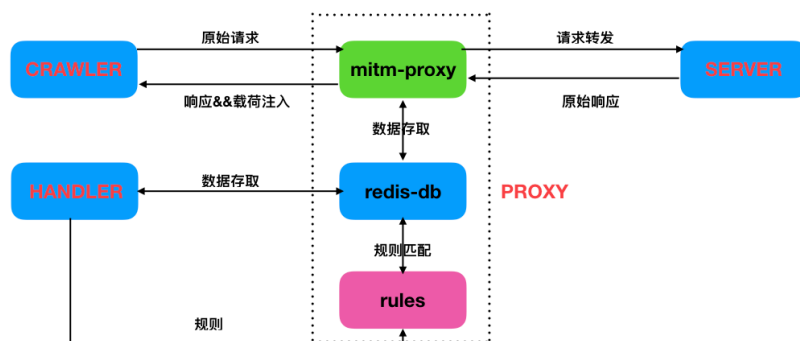 原始请求
请求转发
CRAWLER
mitm-proxy
SERVER
响应&&载荷注入
原始响应
数据存取
HANDLER
数据存取
redis-db
PROXY
规则匹配
rules
规则